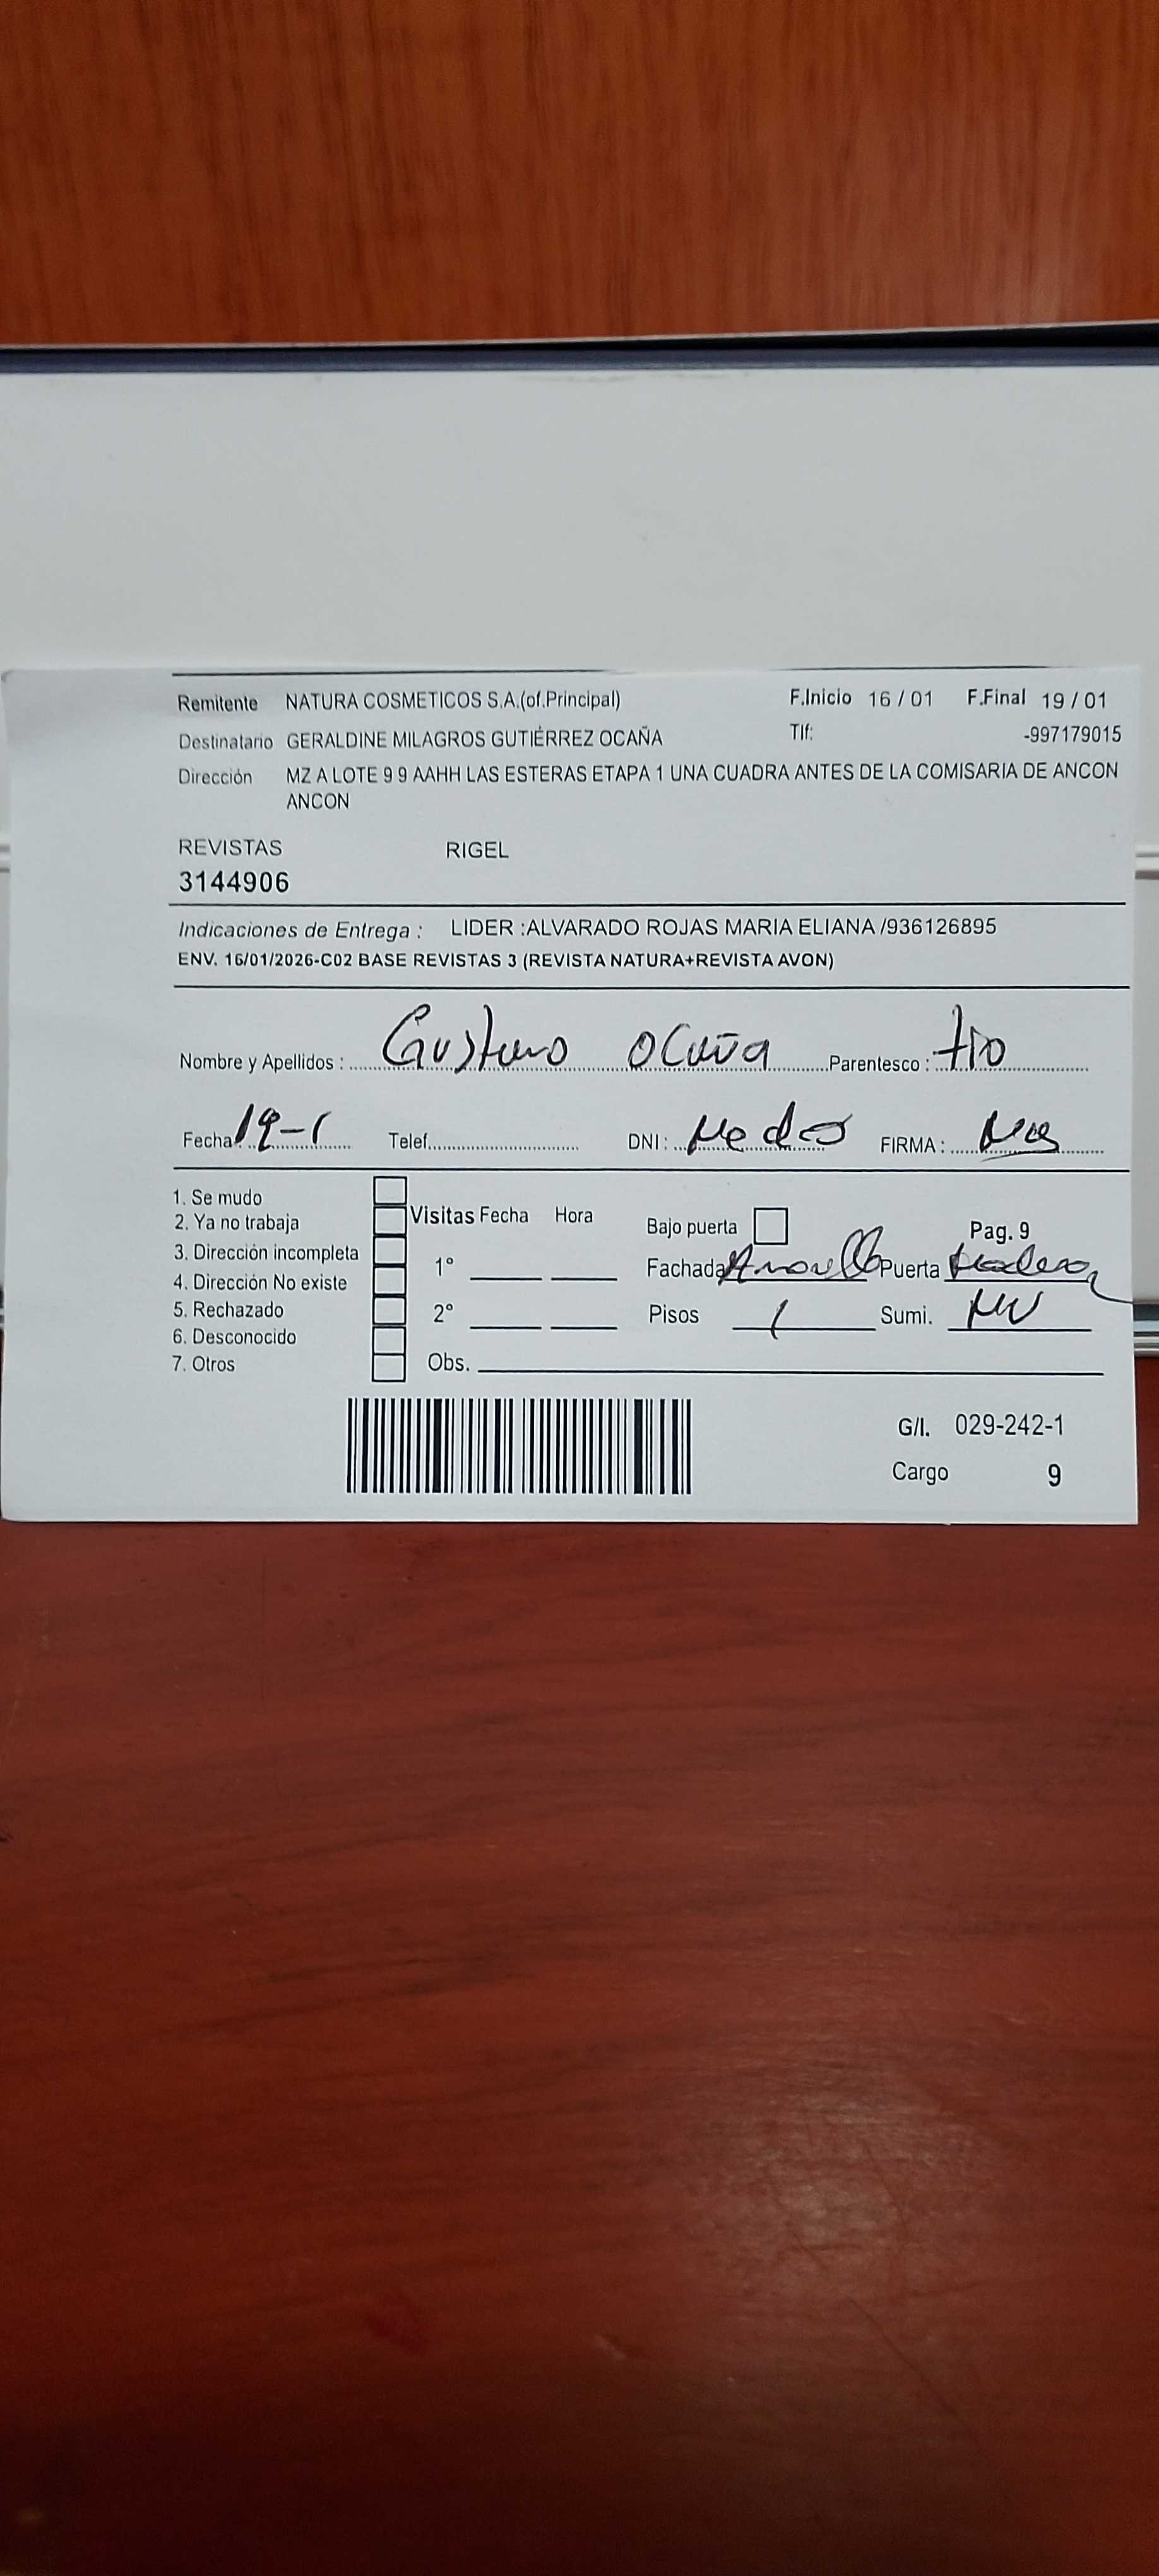 Remitente NATURA COSMETICOS S.A.(of.Principal) F.Inicio 16 / 01 F.Final 19 / 01
Destinatario GERALDINE MILAGROS GUTIÉRREZ OCAÑA Tlf: -997179015
Dirección MZ A LOTE 9 9 AAHH LAS ESTERAS ETAPA 1 UNA CUADRA ANTES DE LA COMISARIA DE ANCON
ANCON
REVISTAS RIGEL
3144906
Indicaciones de Entrega : LIDER :ALVARADO ROJAS MARIA ELIANA /936126895
ENV. 16/01/2026-C02 BASE REVISTAS 3 (REVISTA NATURA+REVISTA AVON)
Nombre y Apellidos : Gustavo Ocaña Parentesco : tio
Fecha 19-1 Telef. DNI : FIRMA :
1. Se mudo
2. Ya no trabaja Visitas Fecha Hora Bajo puerta Pag. 9
3. Dirección incompleta 1° Fachada Amarillo Puerta Madera
4. Dirección No existe
5. Rechazado 2° Pisos 1 Sumi.
6. Desconocido
7. Otros Obs.
G/I. 029-242-1
Cargo 9